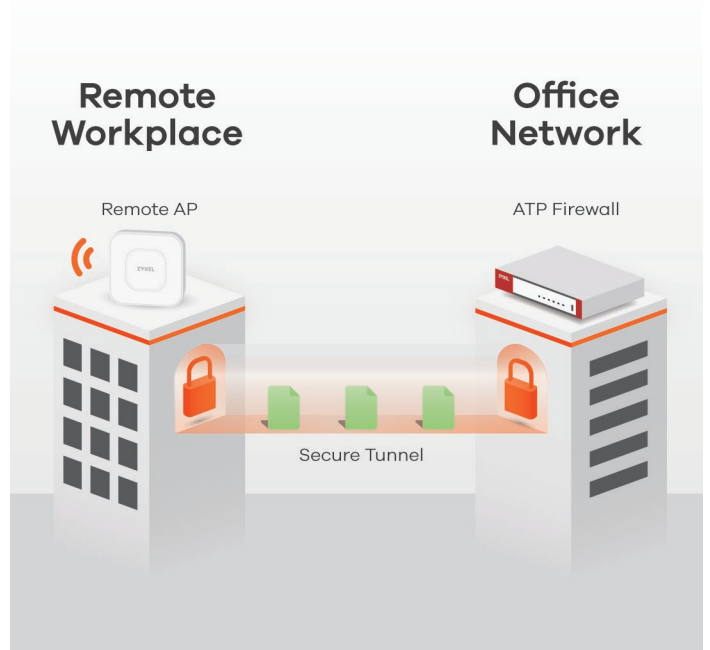 Remote
Workplace
Office
Network
Remote AP
ATP Firewall
ZYXEL
ZYXEL
Secure Tunnel